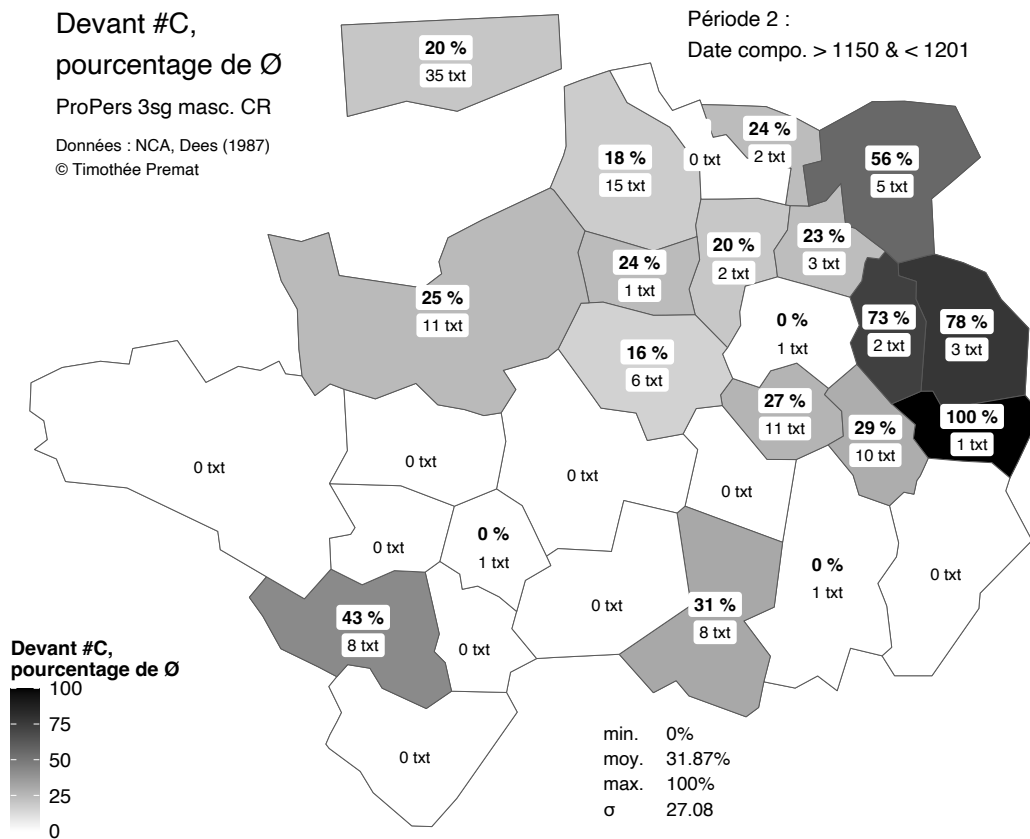 Devant #C,
pourcentage de Ø
ProPers 3sg masc. CR
Données : NCA, Dees (1987)
© Timothée Premat
Période 2 :
Date compo. > 1150 & < 1201
20 %
35 txt
18 %
15 txt
0 txt
24 %
2 txt
56 %
5 txt
25 %
11 txt
24 %
1 txt
20 %
2 txt
23 %
3 txt
16 %
6 txt
0 %
1 txt
73 %
2 txt
78 %
3 txt
27 %
11 txt
29 %
10 txt
100 %
1 txt
0 txt
0 txt
0 txt
0 txt
0 txt
0 %
1 txt
0 txt
0 %
1 txt
0 txt
43 %
8 txt
0 txt
31 %
8 txt
0 txt
Devant #C,
pourcentage de Ø
100
75
50
25
0
min. 0%
moy. 31.87%
max. 100%
σ 27.08